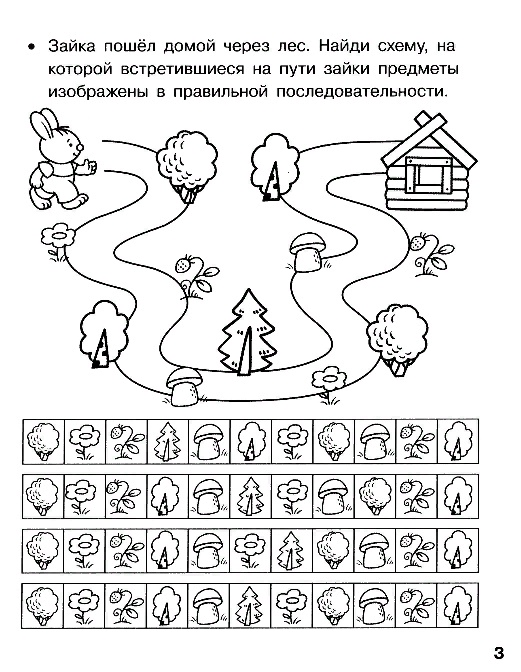 • Зайка пошёл домой через лес. Найди схему, на
которой встретившиеся на пути зайки предметы
изображены в правильной последовательности.
3